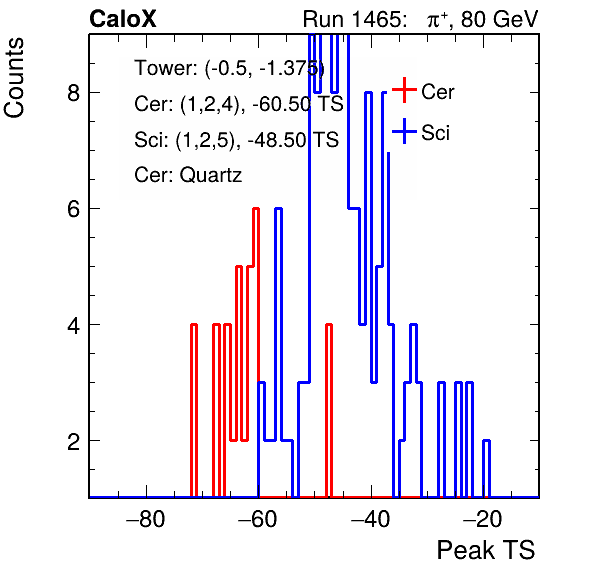 CaloX Run 1465: π+, 80 GeV
Counts
Tower: (-0.5, -1.375)
Cer: (1,2,4), -60.50 TS
Sci: (1,2,5), -48.50 TS
Cer: Quartz
Cer
Sci
8
6
4
2
−80 −60 −40 −20
Peak TS